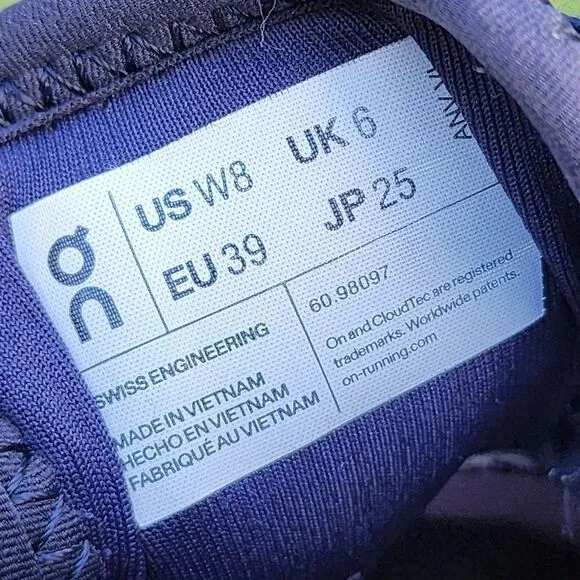 on
US W8 UK 6
EU 39 JP 25
SWISS ENGINEERING
MADE IN VIETNAM
HECHO EN VIETNAM
FABRIQUÉ AU VIETNAM
60.98097
On and CloudTec are registered
trademarks. Worldwide patents.
on-running.com